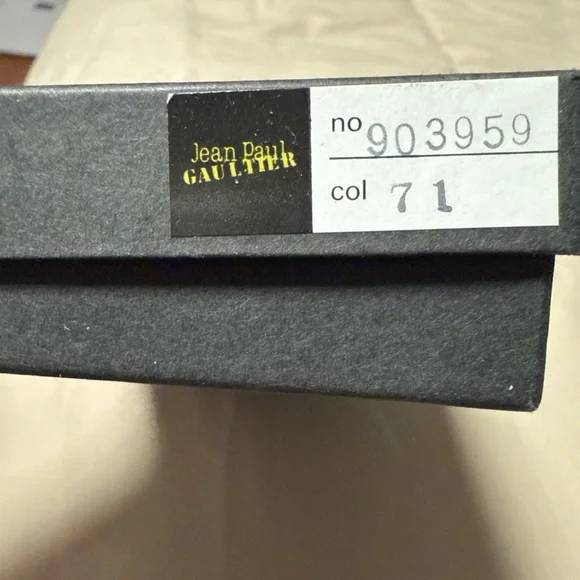 Jean Paul
GAULTIER
no 903959
col 71